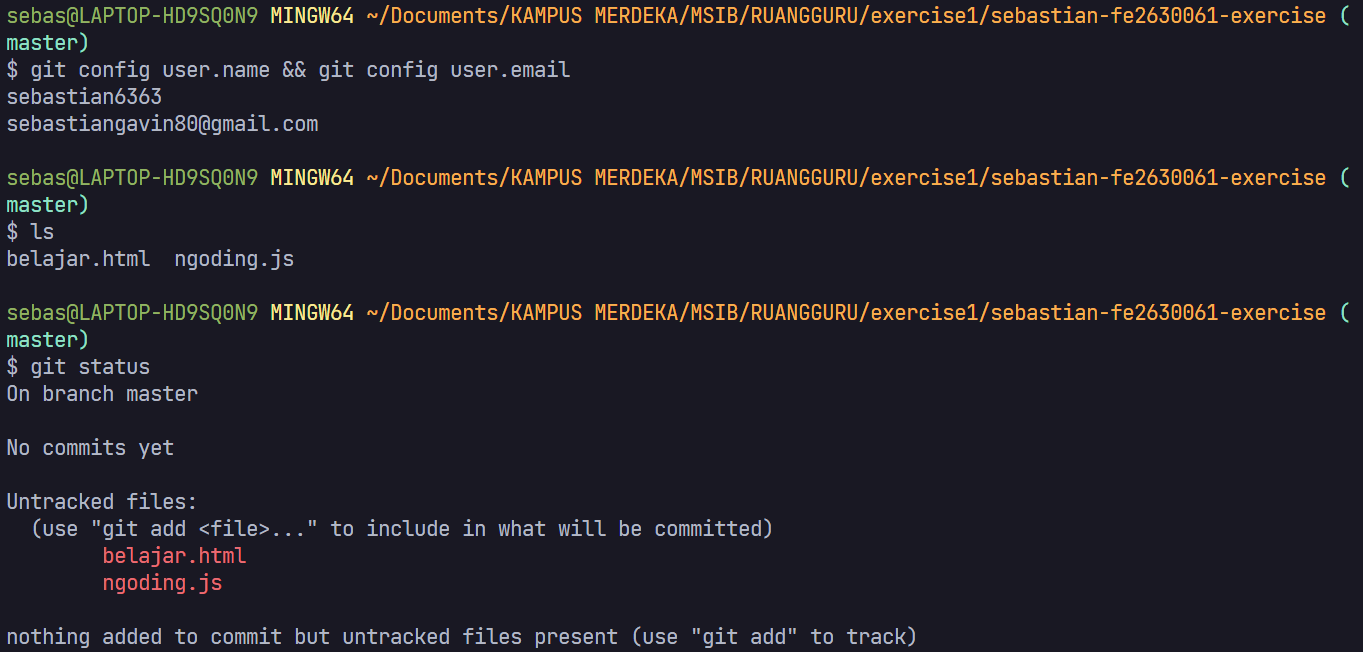 sebas@LAPTOP-HD9SQ0N9 MINGW64 ~/Documents/KAMPUS MERDEKA/MSIB/RUANGGURU/exercise1/sebastian-fe2630061-exercise (
master)
$ git config user.name && git config user.email
sebastian6363
sebastiangavin80@gmail.com

sebas@LAPTOP-HD9SQ0N9 MINGW64 ~/Documents/KAMPUS MERDEKA/MSIB/RUANGGURU/exercise1/sebastian-fe2630061-exercise (
master)
$ ls
belajar.html  ngoding.js

sebas@LAPTOP-HD9SQ0N9 MINGW64 ~/Documents/KAMPUS MERDEKA/MSIB/RUANGGURU/exercise1/sebastian-fe2630061-exercise (
master)
$ git status
On branch master

No commits yet

Untracked files:
  (use "git add <file>..." to include in what will be committed)
        belajar.html
        ngoding.js

nothing added to commit but untracked files present (use "git add" to track)